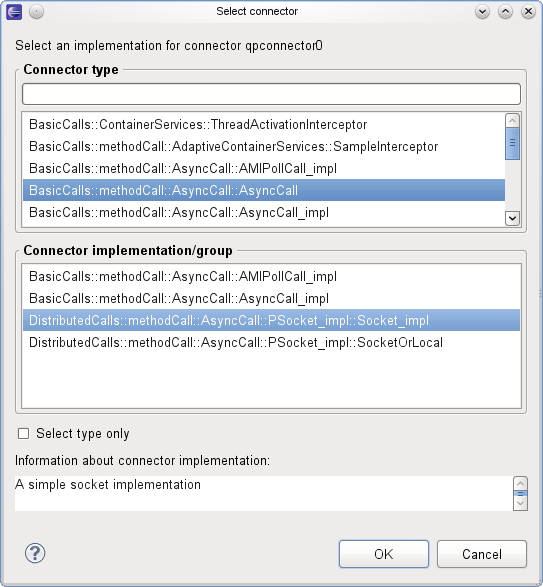 Select connector
Select an implementation for connector qpconnector0
Connector type
BasicCalls::ContainerServices::ThreadActivationInterceptor
BasicCalls::methodCall::AdaptiveContainerServices::SampleInterceptor
BasicCalls::methodCall::AsyncCall::AMIPollCall_impl
BasicCalls::methodCall::AsyncCall::AsyncCall
BasicCalls::methodCall::AsyncCall::AsyncCall_impl
Connector implementation/group
BasicCalls::methodCall::AsyncCall::AMIPollCall_impl
BasicCalls::methodCall::AsyncCall::AsyncCall_impl
DistributedCalls::methodCall::AsyncCall::PSocket_impl::Socket_impl
DistributedCalls::methodCall::AsyncCall::PSocket_impl::SocketOrLocal
Select type only
Information about connector implementation:
A simple socket implementation
?
OK
Cancel